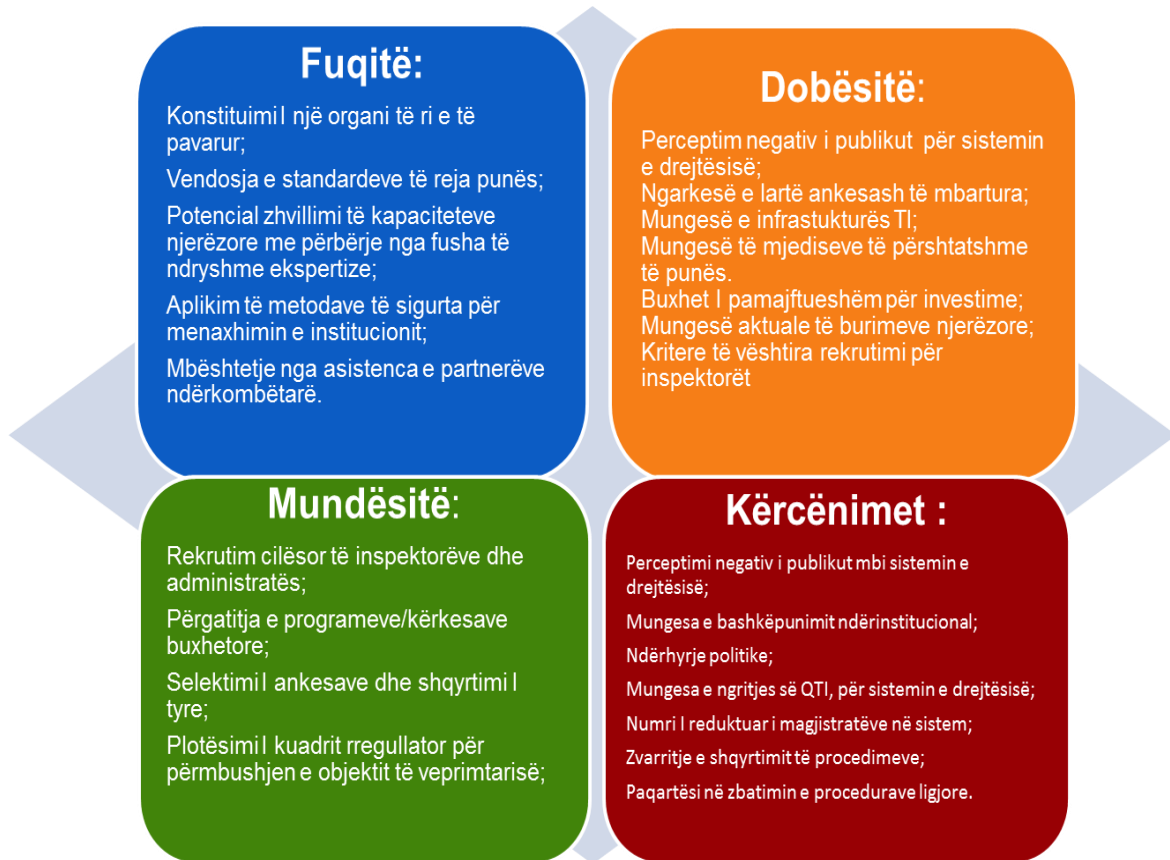 Fuqitë:
Konstituimi I një organi të ri e të
pavarur;
Vendosja e standardeve të reja punës;
Potencial zhvillimi të kapaciteteve
njerëzore me përbërje nga fusha të
ndryshme ekspertize;
Aplikim të metodave të sigurta për
menaxhimin e institucionit;
Mbështetje nga asistenca e partnerëve
ndërkombëtarë.
Dobësitë:
Perceptim negativ i publikut për sistemin
e drejtësisë;
Ngarkesë e lartë ankesash të mbartura;
Mungesë e infrastukturës TI;
Mungesë të mjediseve të përshtatshme
të punës.
Buxhet I pamajftueshëm për investime;
Mungesë aktuale të burimeve njerëzore;
Kritere të vështira rekrutimi për
inspektorët
Mundësitë:
Rekrutim cilësor të inspektorëve dhe
administratës;
Përgatitja e programeve/kërkesave
buxhetore;
Selektimi I ankesave dhe shqyrtimi I
tyre;
Plotësimi I kuadrit rregullator për
përmbushjen e objektit të veprimtarisë;
Kërcënimet :
Perceptimi negativ i publikut mbi sistemin e
drejtësisë;
Mungesa e bashkëpunimit ndërinstitucional;
Ndërhyrje politike;
Mungesa e ngritjes së QTI, për sistemin e drejtësisë;
Numri I reduktuar i magjistratëve në sistem;
Zvarritje e shqyrtimit të procedimeve;
Paqartësi në zbatimin e procedurave ligjore.